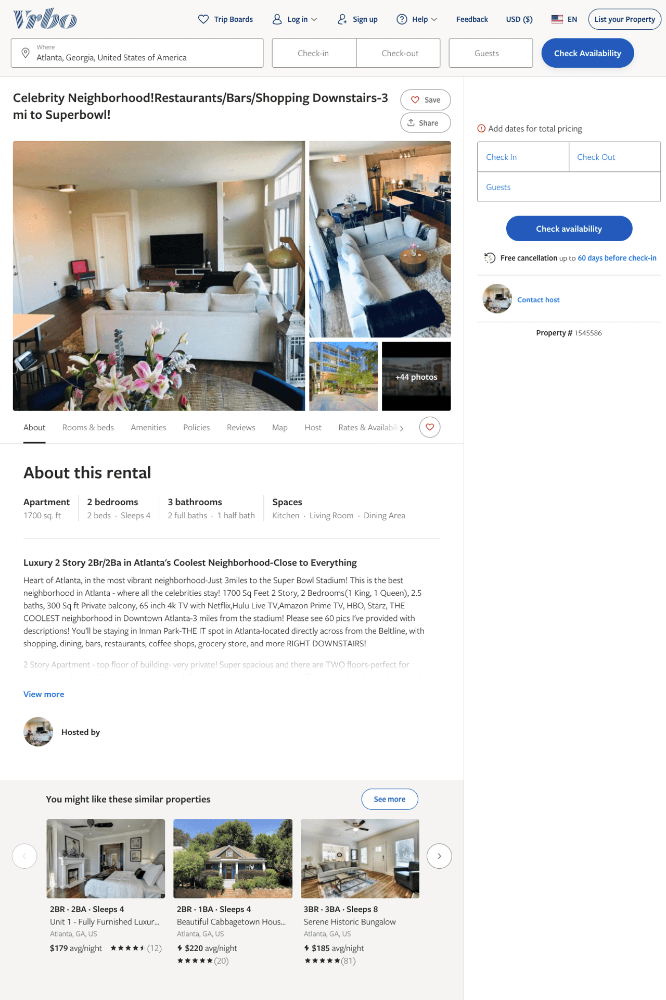 Vrbo
Trip Boards
Log in
Sign up
Help
Feedback
USD ($)
EN
List your Property
Where
Atlanta, Georgia, United States of America
Check-in
Check-out
Guests
Check Availability
Celebrity Neighborhood!Restaurants/Bars/Shopping Downstairs-3
mi to Superbowl!
Save
Share
+44 photos
Add dates for total pricing
Check In
Check Out
Guests
Check availability
Free cancellation up to 60 days before check-in
Contact host
Property # 1545586
About
Rooms & beds
Amenities
Policies
Reviews
Map
Host
Rates & Availabili
About this rental
Apartment
1700 sq. ft
2 bedrooms
2 beds · Sleeps 4
3 bathrooms
2 full baths · 1 half bath
Spaces
Kitchen · Living Room · Dining Area
Luxury 2 Story 2Br/2Ba in Atlanta's Coolest Neighborhood-Close to Everything
Heart of Atlanta, in the most vibrant neighborhood-Just 3miles to the Super Bowl Stadium! This is the best
neighborhood in Atlanta - where all the celebrities stay! 1700 Sq Feet 2 Story, 2 Bedrooms(1 King, 1 Queen), 2.5
baths, 300 Sq ft Private balcony, 65 inch 4k TV with Netflix,Hulu Live TV,Amazon Prime TV, HBO, Starz, THE
COOLEST neighborhood in Downtown Atlanta-3 miles from the stadium! Please see 60 pics I've provided with
descriptions! You'll be staying in Inman Park-THE IT spot in Atlanta-located directly across from the Beltline, with
shopping, dining, bars, restaurants, coffee shops, grocery store, and more RIGHT DOWNSTAIRS!
2 Story Apartment - top floor of building- very private! Super spacious and there are TWO floors-perfect for
View more
Hosted by
You might like these similar properties
See more
2BR · 2BA · Sleeps 4
Unit 1 - Fully Furnished Luxur...
Atlanta, GA, US
$179 avg/night
(12)
2BR · 1BA · Sleeps 4
Beautiful Cabbagetown Hous...
Atlanta, GA, US
$220 avg/night
(20)
3BR · 3BA · Sleeps 8
Serene Historic Bungalow
Atlanta, GA, US
$185 avg/night
(81)